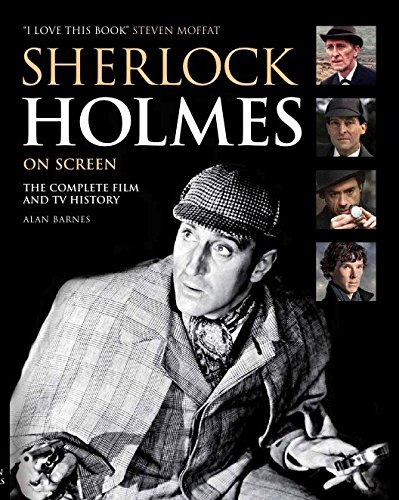 "I LOVE THIS BOOK" STEVEN MOFFAT
SHERLOCK
HOLMES
ON SCREEN
THE COMPLETE FILM
AND TV HISTORY
ALAN BARNES